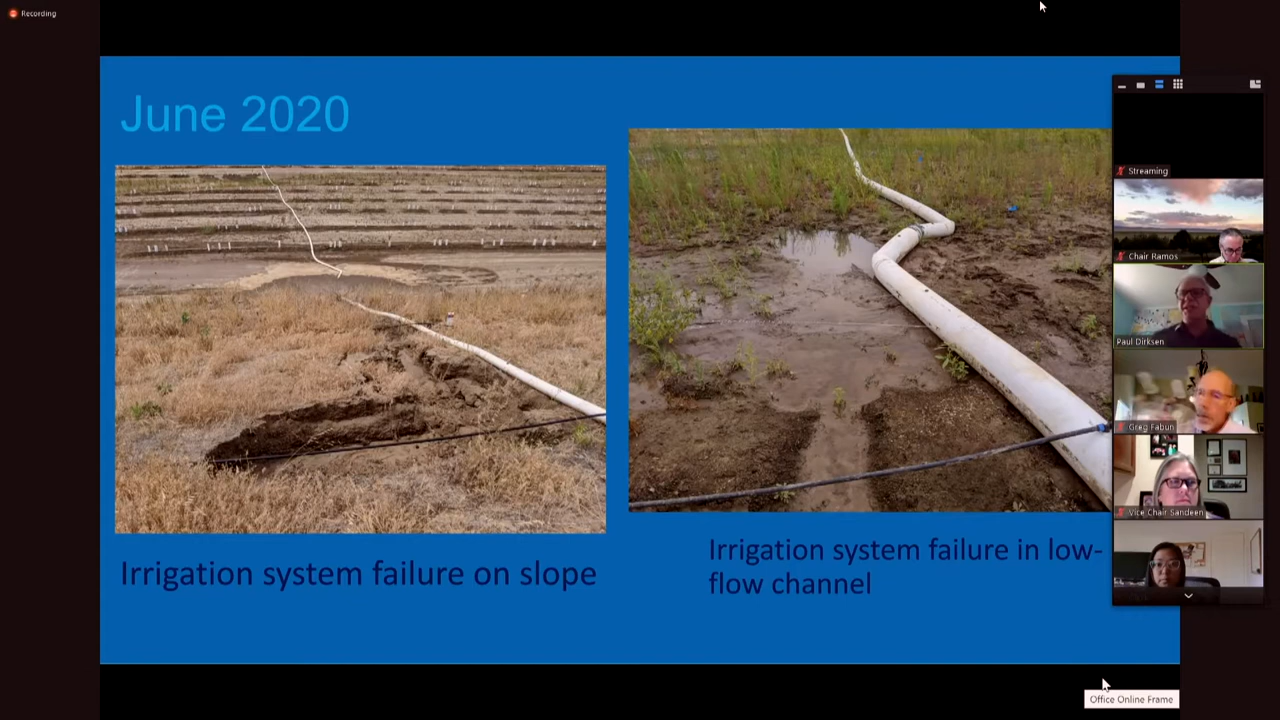 Recording
June 2020
Irrigation system failure on slope
Irrigation system failure in low-
flow channel
Streaming
Chair Ramos
Paul Dirksen
Greg Fabun
Vice Chair Sandeen
Office Online Frame